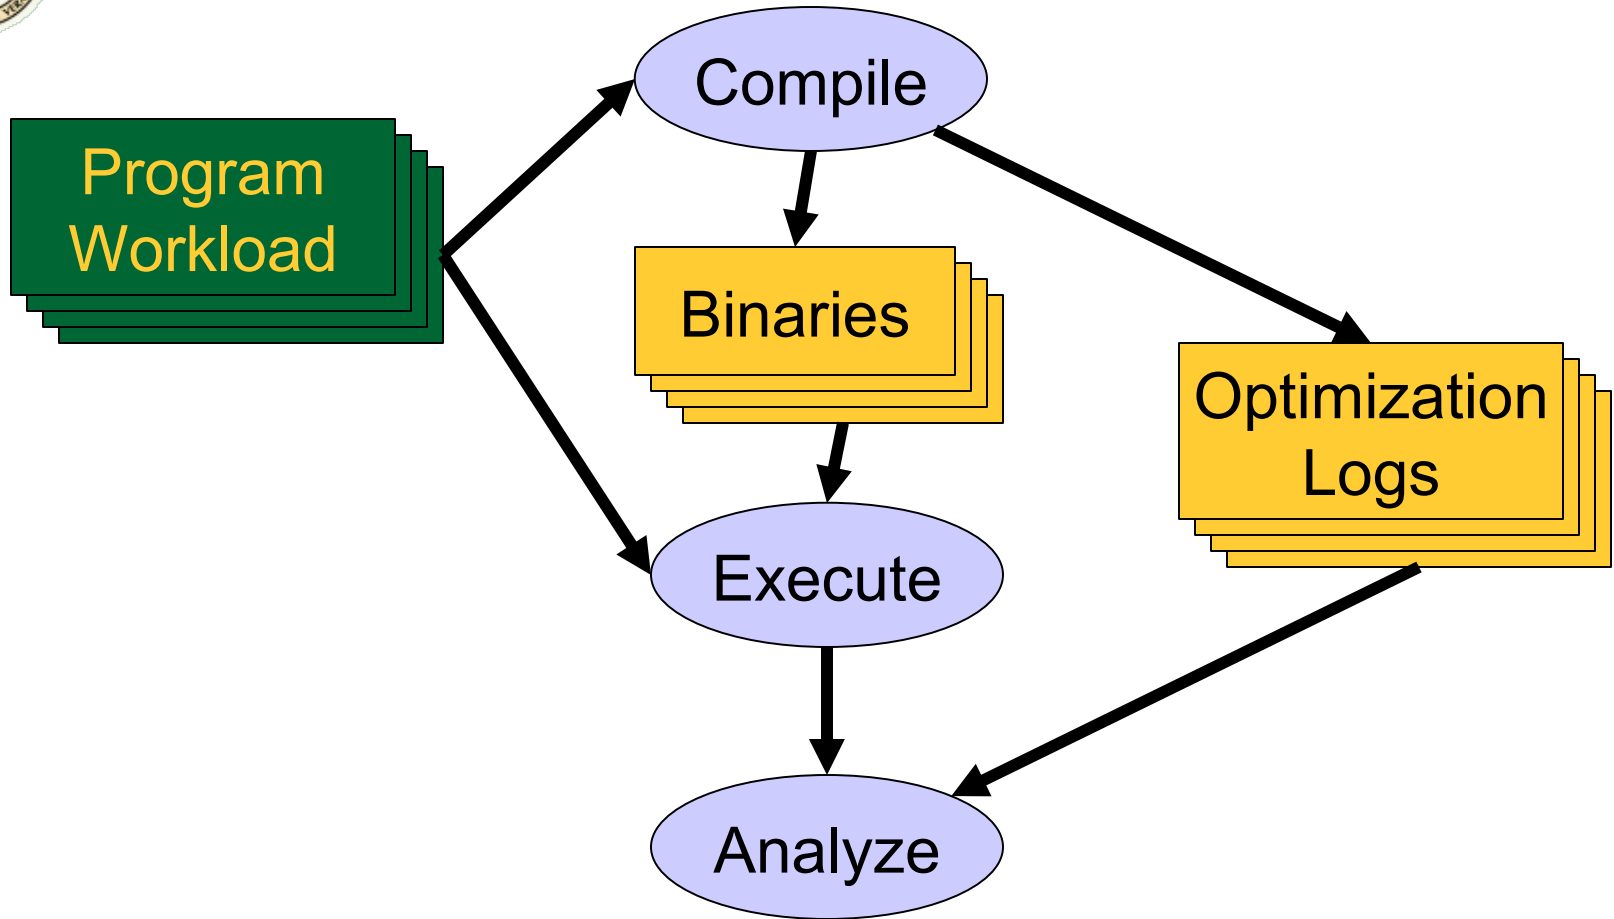 Compile
Program
Workload
Binaries
Optimization
Logs
Execute
Analyze